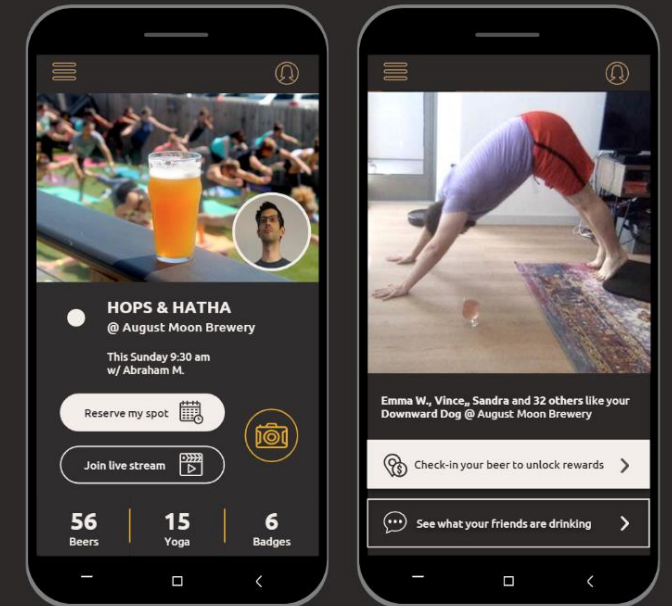 HOPS & HATHA
@ August Moon Brewery
This Sunday 9:30 am
w/ Abraham M.
Reserve my spot
Join live stream
56
Beers
15
Yoga
6
Badges
Emma W., Vince,, Sandra and 32 others like your
Downward Dog @ August Moon Brewery
Check-in your beer to unlock rewards
See what your friends are drinking